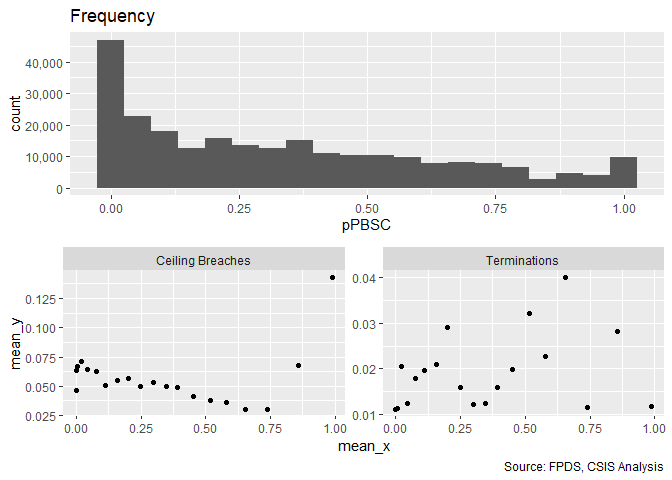 Frequency
count
40,000
30,000
20,000
10,000
0
0.00 0.25 0.50 0.75 1.00
pPBSC
Ceiling Breaches
Terminations
mean_y
0.125
0.100
0.075
0.050
0.025
0.04
0.03
0.02
0.01
0.00 0.25 0.50 0.75 1.00
0.00 0.25 0.50 0.75 1.00
mean_x
Source: FPDS, CSIS Analysis